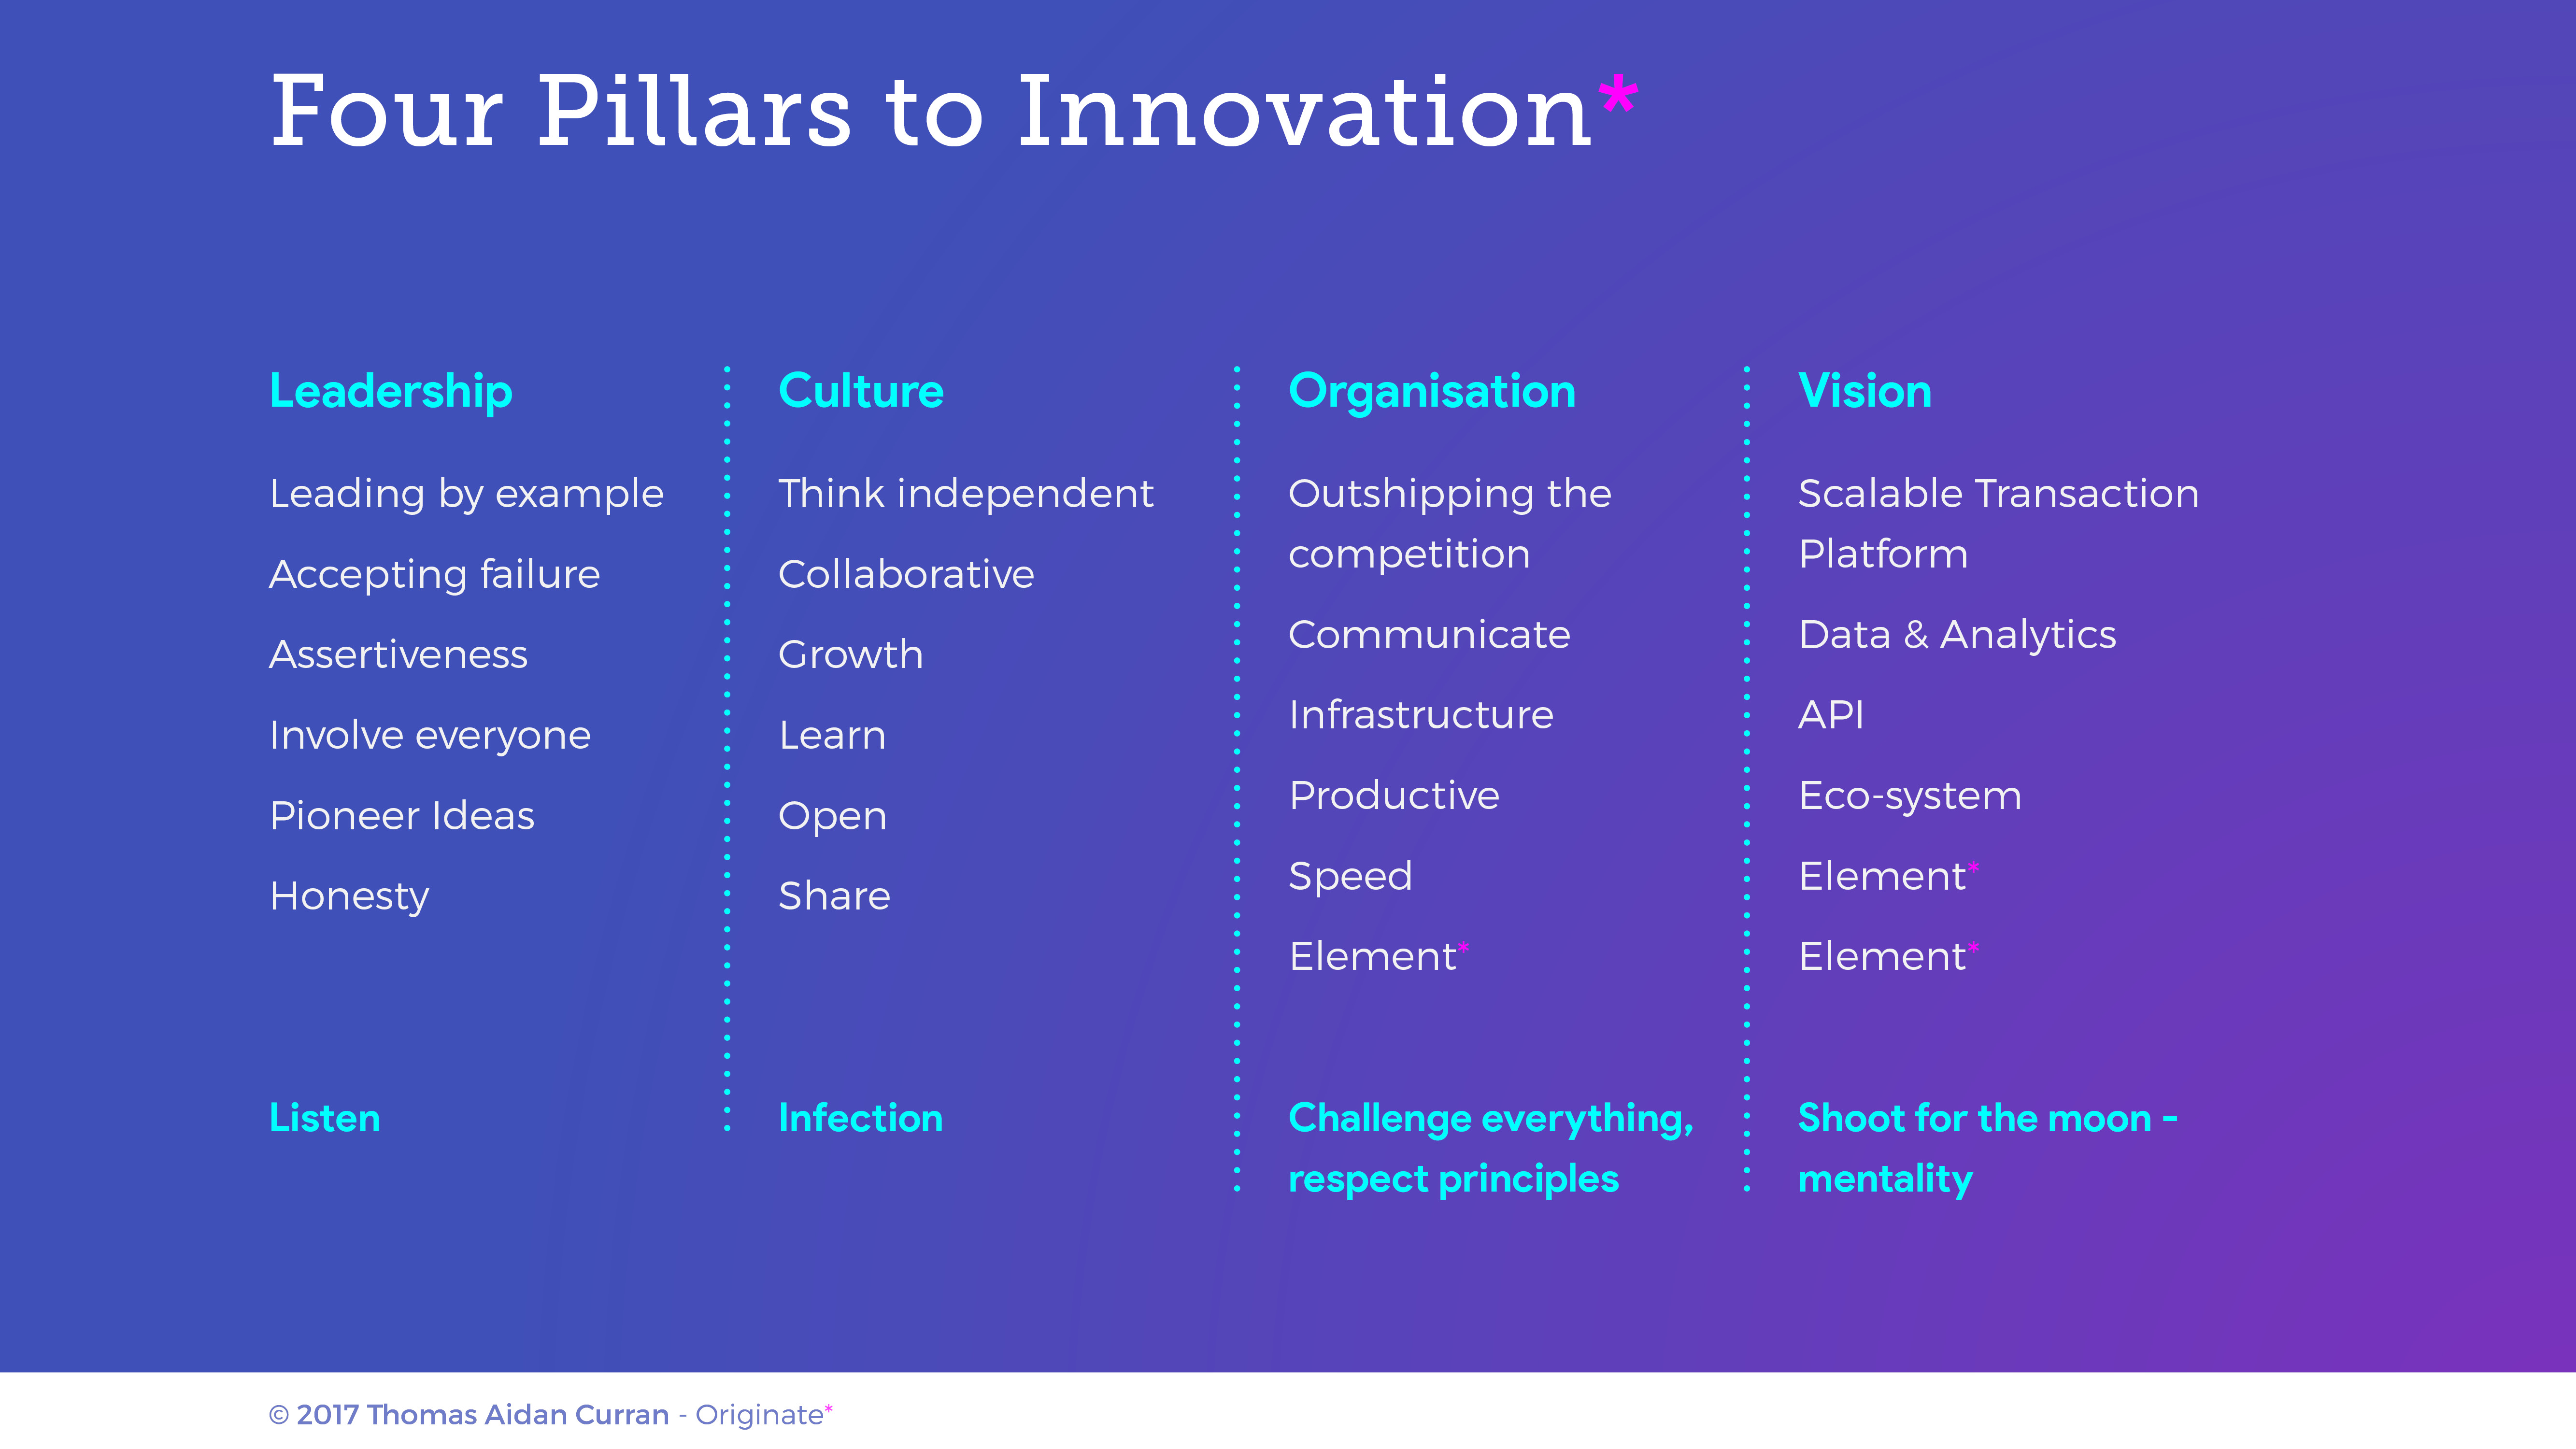 Four Pillars to Innovation*
Leadership
Leading by example
Accepting failure
Assertiveness
Involve everyone
Pioneer Ideas
Honesty
Listen
Culture
Think independent
Collaborative
Growth
Learn
Open
Share
Infection
Organisation
Outshipping the
competition
Communicate
Infrastructure
Productive
Speed
Element*
Challenge everything,
respect principles
Vision
Scalable Transaction
Platform
Data & Analytics
API
Eco-system
Element*
Element*
Shoot for the moon -
mentality
© 2017 Thomas Aidan Curran - Originate*